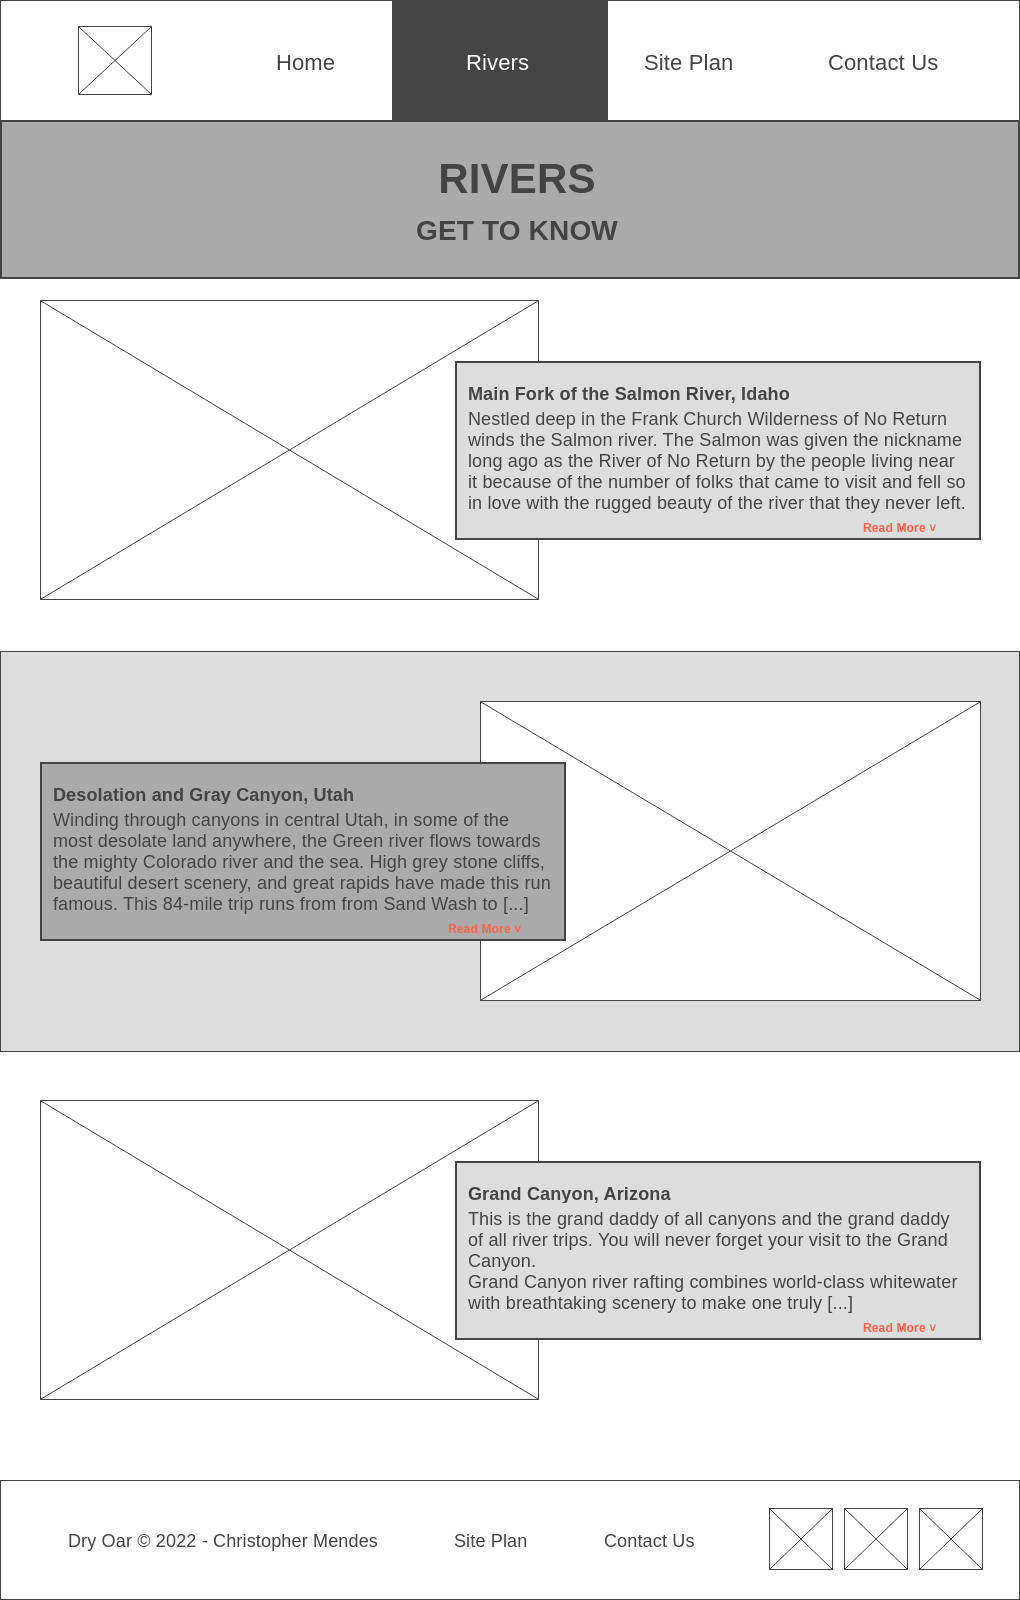 Home Rivers Site Plan Contact Us
RIVERS
GET TO KNOW
Main Fork of the Salmon River, Idaho
Nestled deep in the Frank Church Wilderness of No Return
winds the Salmon river. The Salmon was given the nickname
long ago as the River of No Return by the people living near
it because of the number of folks that came to visit and fell so
in love with the rugged beauty of the river that they never left.
Read More ˅
Desolation and Gray Canyon, Utah
Winding through canyons in central Utah, in some of the
most desolate land anywhere, the Green river flows towards
the mighty Colorado river and the sea. High grey stone cliffs,
beautiful desert scenery, and great rapids have made this run
famous. This 84-mile trip runs from from Sand Wash to [...]
Read More ˅
Grand Canyon, Arizona
This is the grand daddy of all canyons and the grand daddy
of all river trips. You will never forget your visit to the Grand
Canyon.
Grand Canyon river rafting combines world-class whitewater
with breathtaking scenery to make one truly [...]
Read More ˅
Dry Oar © 2022 - Christopher Mendes Site Plan Contact Us